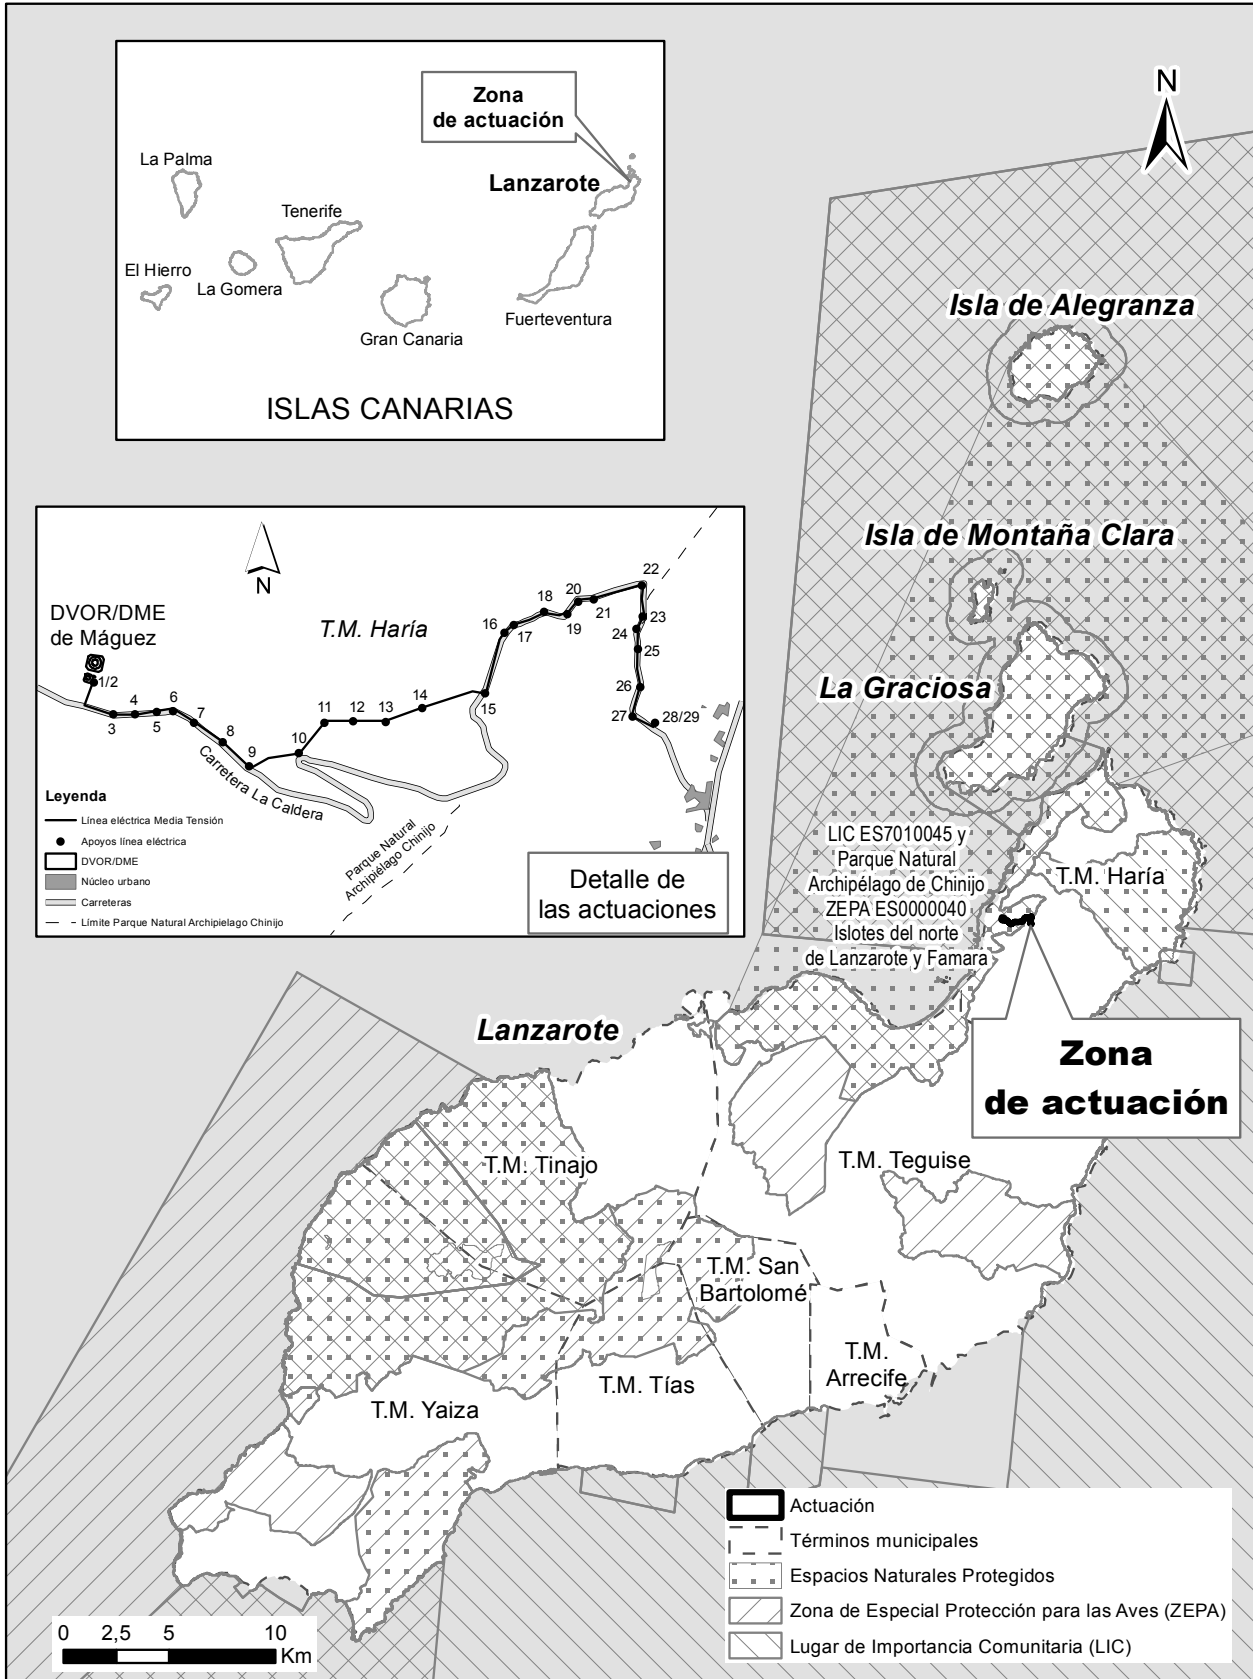 Zona
de actuación
La Palma
Lanzarote
Tenerife
El Hierro
La Gomera
Fuerteventura
Gran Canaria
ISLAS CANARIAS
N
Isla de Alegranza
Isla de Montaña Clara
La Graciosa
N
DVOR/DME
de Máguez
T.M. Haría
1/2
3
4
5
6
7
8
9
10
11
12
13
14
15
16
17
18
19
20
21
22
23
24
25
26
27
28/29
Carretera La Caldera
Parque Natural
Archipiélago Chinijo
Leyenda
Línea eléctrica Media Tensión
Apoyos línea eléctrica
DVOR/DME
Núcleo urbano
Carreteras
Límite Parque Natural Archipielago Chinijo
Detalle de
las actuaciones
LIC ES7010045 y
Parque Natural
Archipélago de Chinijo
ZEPA ES0000040
Islotes del norte
de Lanzarote y Famara
T.M. Haría
Lanzarote
Zona
de actuación
T.M. Tinajo
T.M. Teguise
T.M. San
Bartolomé
T.M.
Arrecife
T.M. Tías
T.M. Yaiza
Actuación
Términos municipales
Espacios Naturales Protegidos
Zona de Especial Protección para las Aves (ZEPA)
Lugar de Importancia Comunitaria (LIC)
0 2,5 5 10
Km